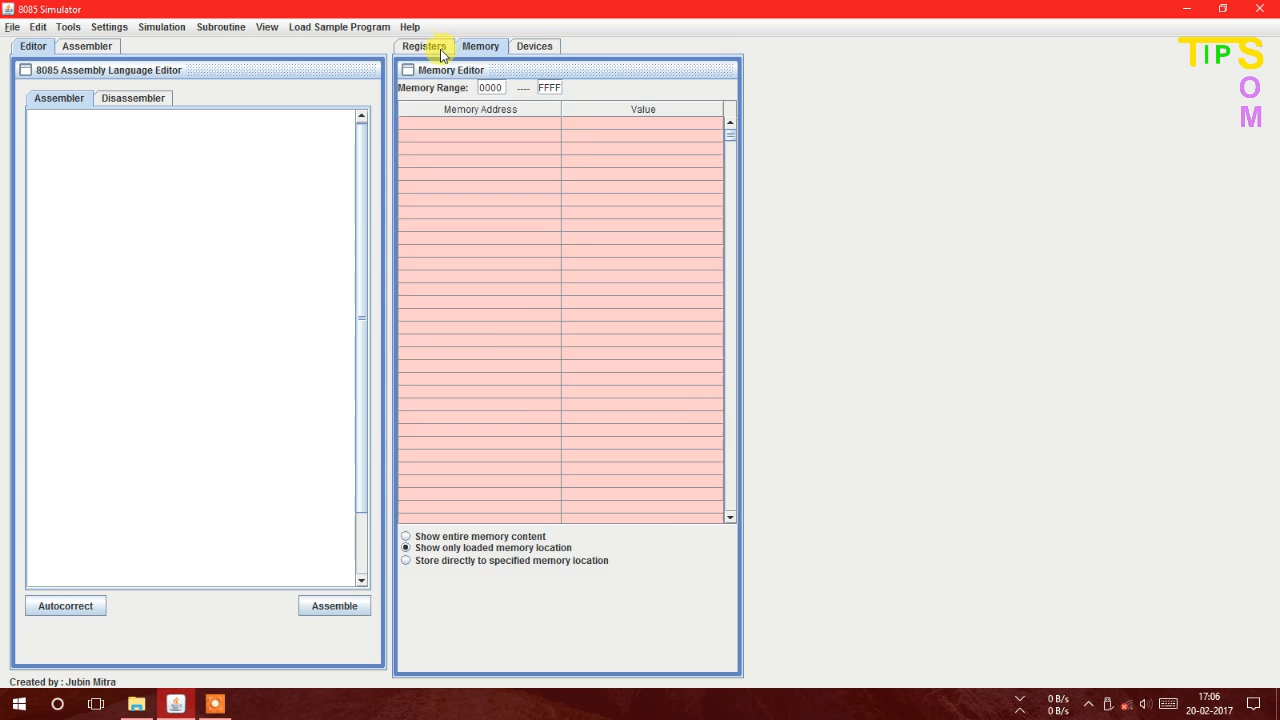 8085 Simulator
File Edit Tools Settings Simulation Subroutine View Load Sample Program Help
Editor Assembler
Registers Memory Devices
8085 Assembly Language Editor
Assembler Disassembler
Autocorrect Assemble
Memory Editor
Memory Range: 0000 ---- FFFF
Memory Address Value
Show entire memory content
Show only loaded memory location
Store directly to specified memory location
Created by : Jubin Mitra
TIPS
O
M
0 B/s
0 B/s
17:06
20-02-2017